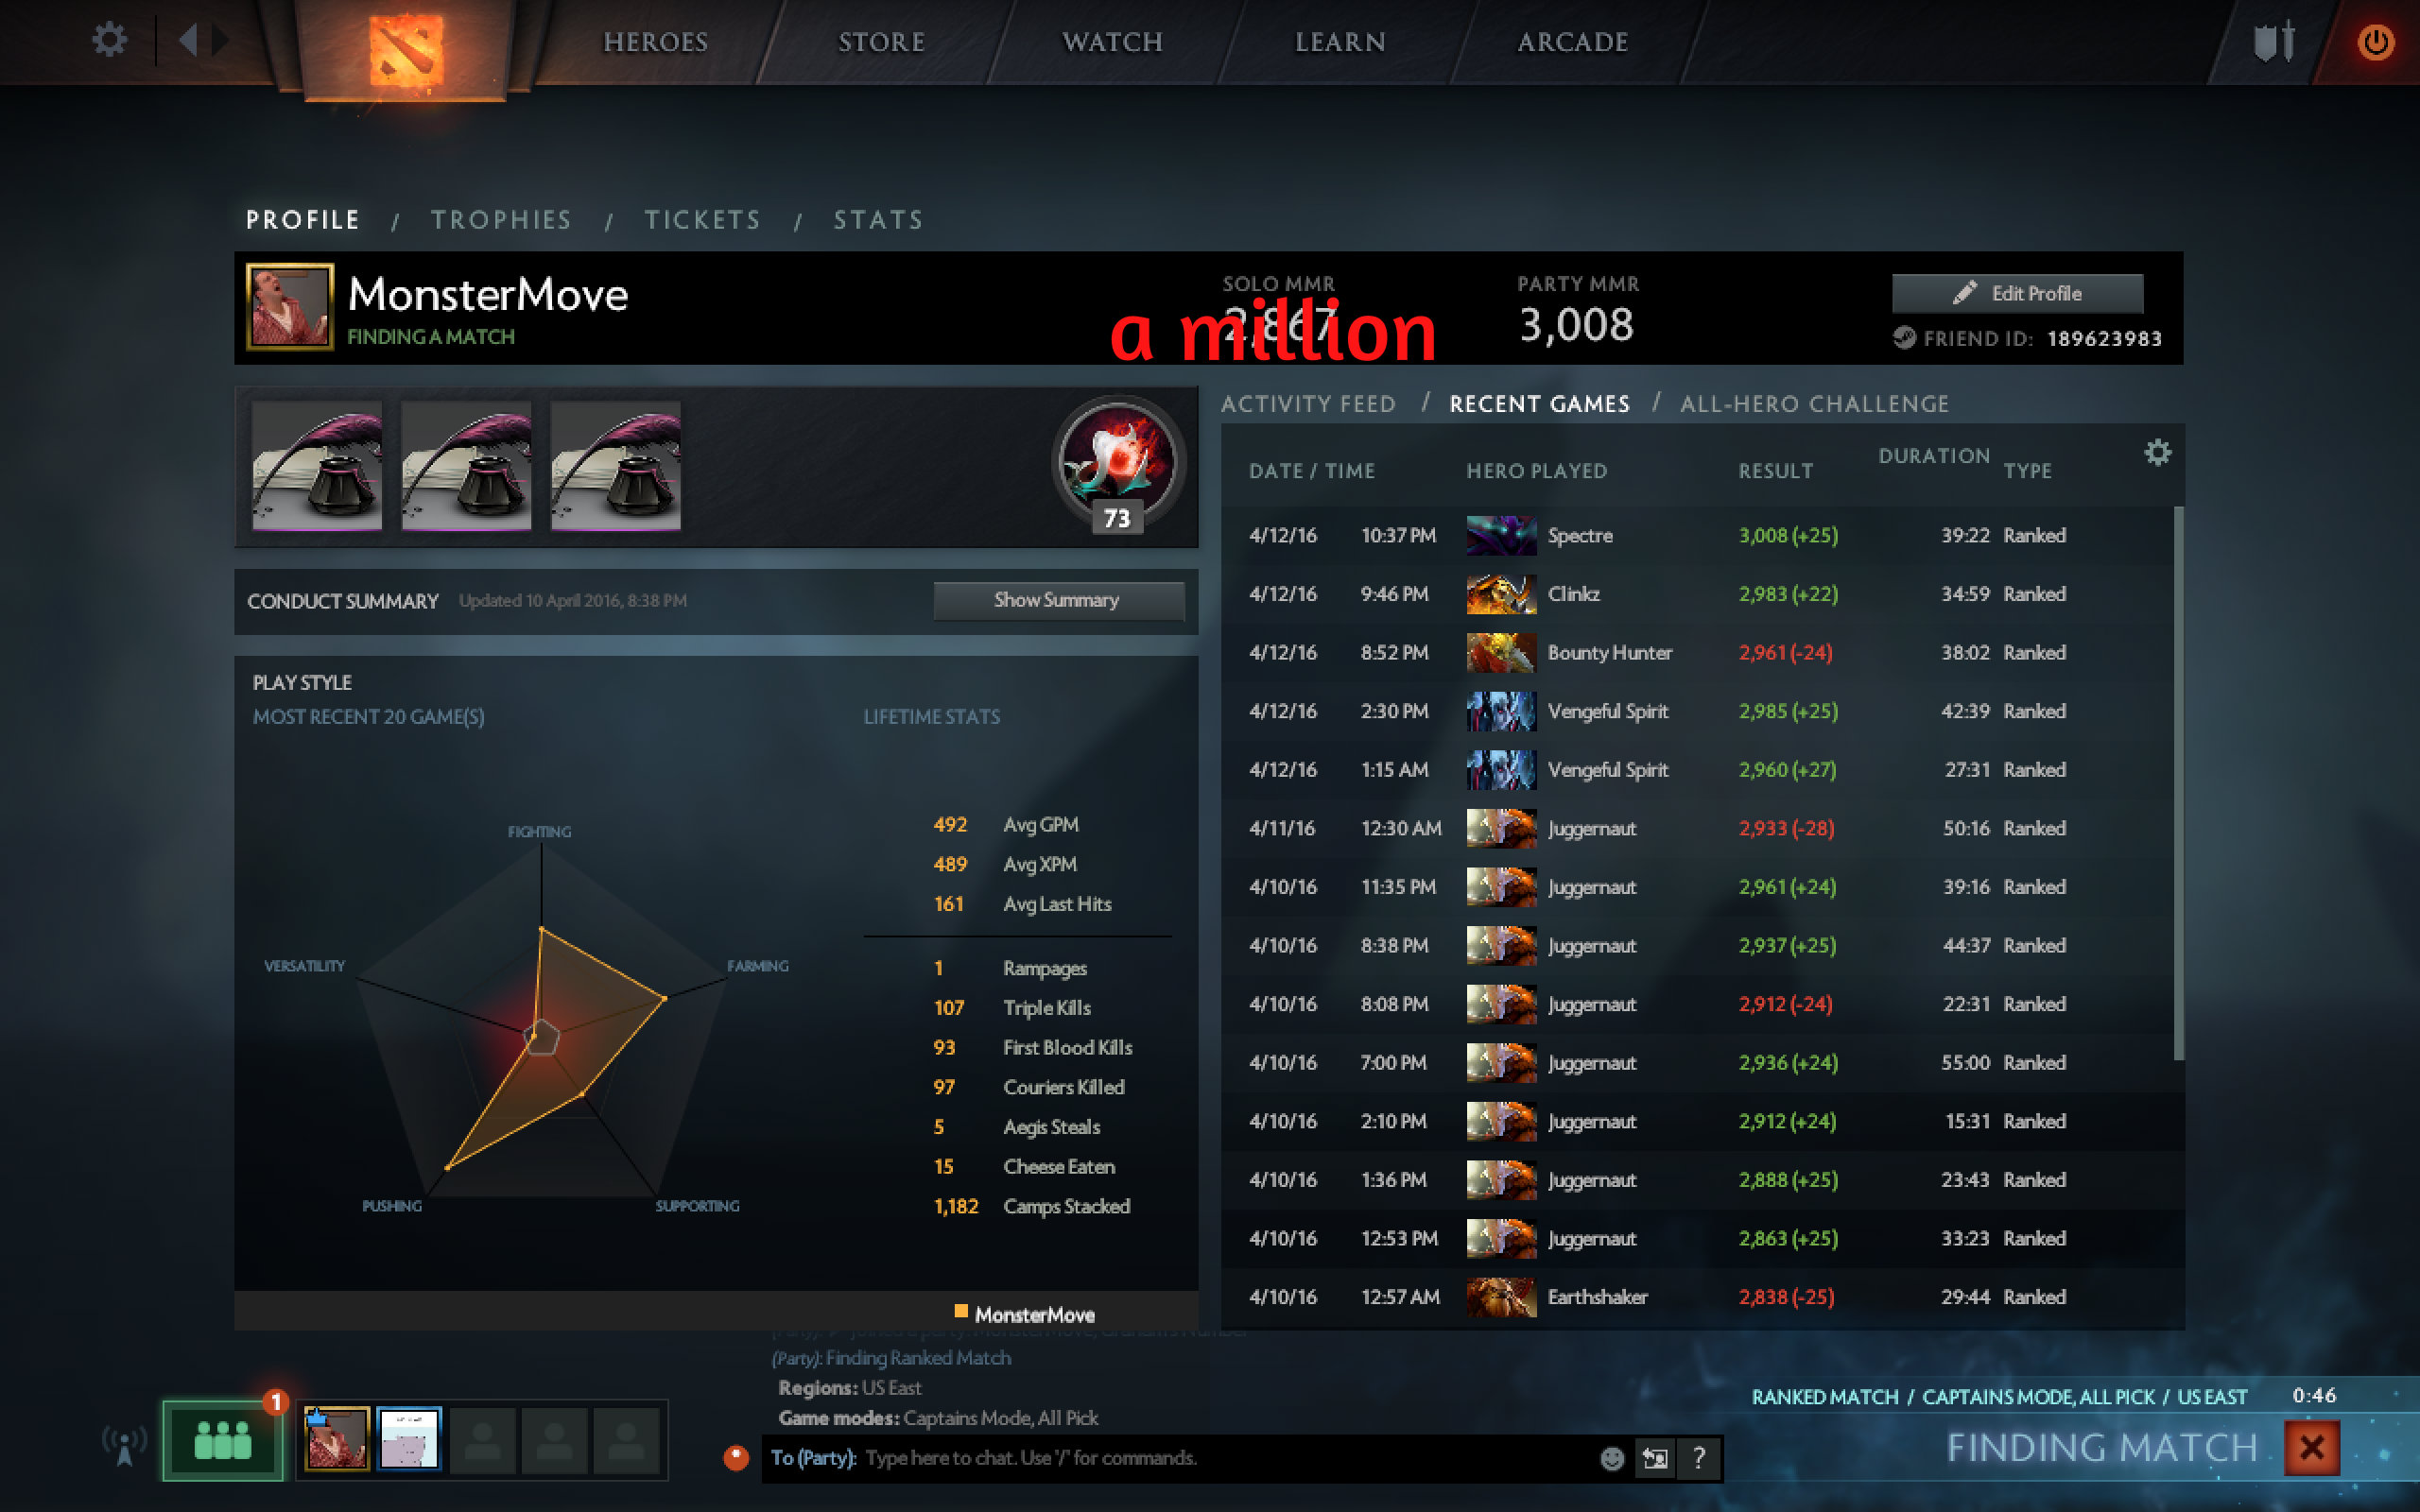 HEROES STORE WATCH LEARN ARCADE
PROFILE / TROPHIES / TICKETS / STATS
MonsterMove
FINDING A MATCH
SOLO MMR
2,867
a million
PARTY MMR
3,008
Edit Profile
FRIEND ID: 189623983
73
CONDUCT SUMMARY Updated 10 April 2016, 8:38 PM Show Summary
PLAY STYLE
MOST RECENT 20 GAME(S)
FIGHTING
VERSATILITY
FARMING
PUSHING
SUPPORTING
LIFETIME STATS
492 Avg GPM
489 Avg XPM
161 Avg Last Hits
1 Rampages
107 Triple Kills
93 First Blood Kills
97 Couriers Killed
5 Aegis Steals
15 Cheese Eaten
1,182 Camps Stacked
MonsterMove
ACTIVITY FEED / RECENT GAMES / ALL-HERO CHALLENGE
DATE / TIME HERO PLAYED RESULT DURATION TYPE
4/12/16 10:37 PM Spectre 3,008 (+25) 39:22 Ranked
4/12/16 9:46 PM Clinkz 2,983 (+22) 34:59 Ranked
4/12/16 8:52 PM Bounty Hunter 2,961 (-24) 38:02 Ranked
4/12/16 2:30 PM Vengeful Spirit 2,985 (+25) 42:39 Ranked
4/12/16 1:15 AM Vengeful Spirit 2,960 (+27) 27:31 Ranked
4/11/16 12:30 AM Juggernaut 2,933 (-28) 50:16 Ranked
4/10/16 11:35 PM Juggernaut 2,961 (+24) 39:16 Ranked
4/10/16 8:38 PM Juggernaut 2,937 (+25) 44:37 Ranked
4/10/16 8:08 PM Juggernaut 2,912 (-24) 22:31 Ranked
4/10/16 7:00 PM Juggernaut 2,936 (+24) 55:00 Ranked
4/10/16 2:10 PM Juggernaut 2,912 (+24) 15:31 Ranked
4/10/16 1:36 PM Juggernaut 2,888 (+25) 23:43 Ranked
4/10/16 12:53 PM Juggernaut 2,863 (+25) 33:23 Ranked
4/10/16 12:57 AM Earthshaker 2,838 (-25) 29:44 Ranked
(Party): Finding Ranked Match
Regions: US East
Game modes: Captains Mode, All Pick
1
To (Party): Type here to chat. Use '/' for commands.
?
RANKED MATCH / CAPTAINS MODE, ALL PICK / US EAST 0:46
FINDING MATCH